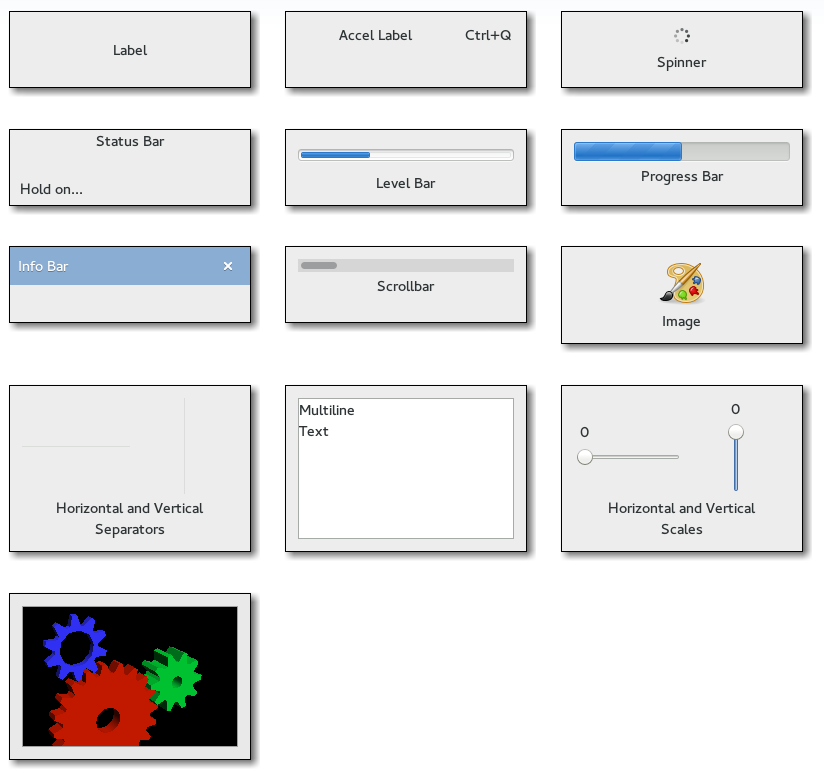 Label
Accel Label Ctrl+Q
Spinner
Status Bar
Hold on...
Level Bar
Progress Bar
Info Bar
Scrollbar
Image
Horizontal and Vertical
Separators
Multiline
Text
0
0
Horizontal and Vertical
Scales